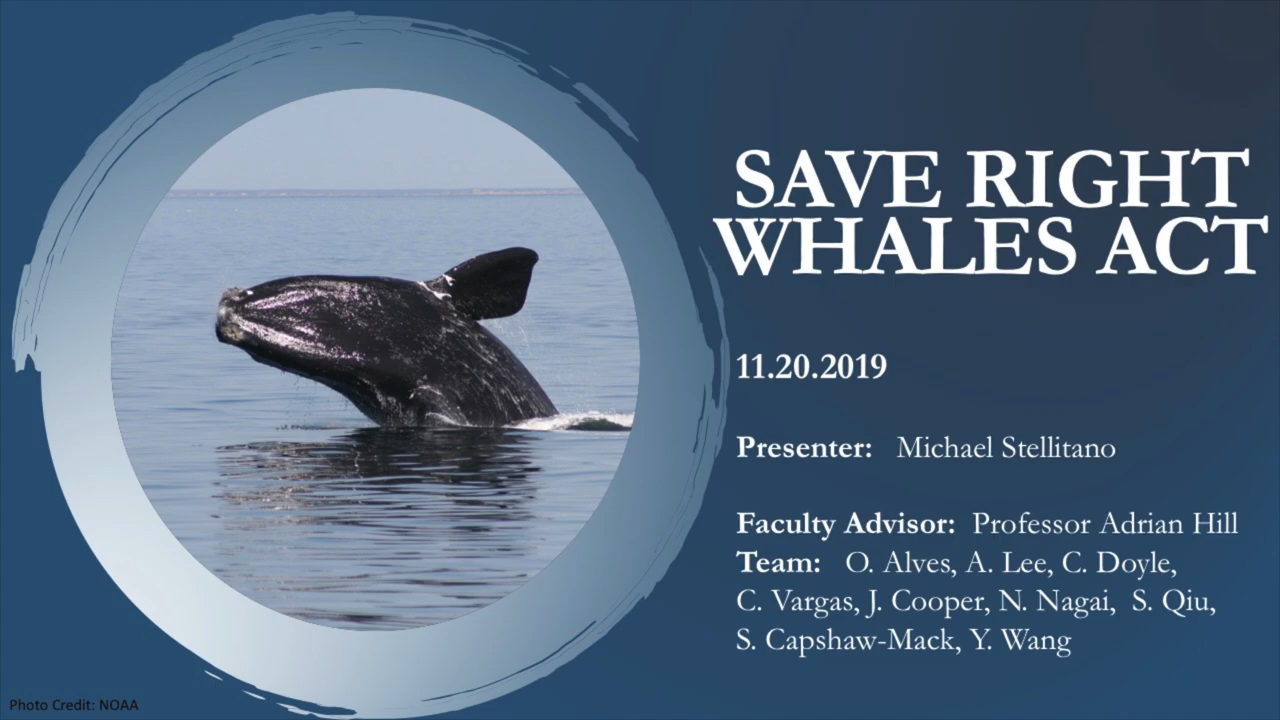 SAVE RIGHT
WHALES ACT
11.20.2019
Presenter: Michael Stellitano
Faculty Advisor: Professor Adrian Hill
Team: O. Alves, A. Lee, C. Doyle,
C. Vargas, J. Cooper, N. Nagai, S. Qiu,
S. Capshaw-Mack, Y. Wang
Photo Credit: NOAA